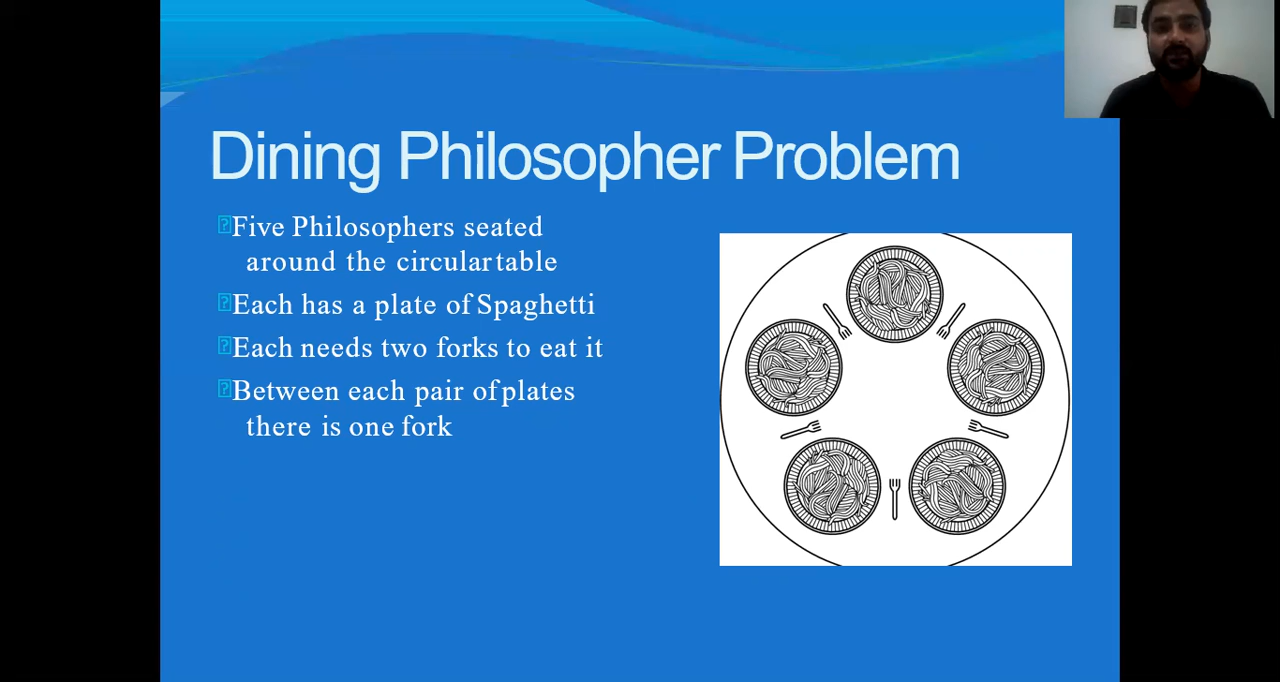 Dining Philosopher Problem
Five Philosophers seated
around the circular table
Each has a plate of Spaghetti
Each needs two forks to eat it
Between each pair of plates
there is one fork